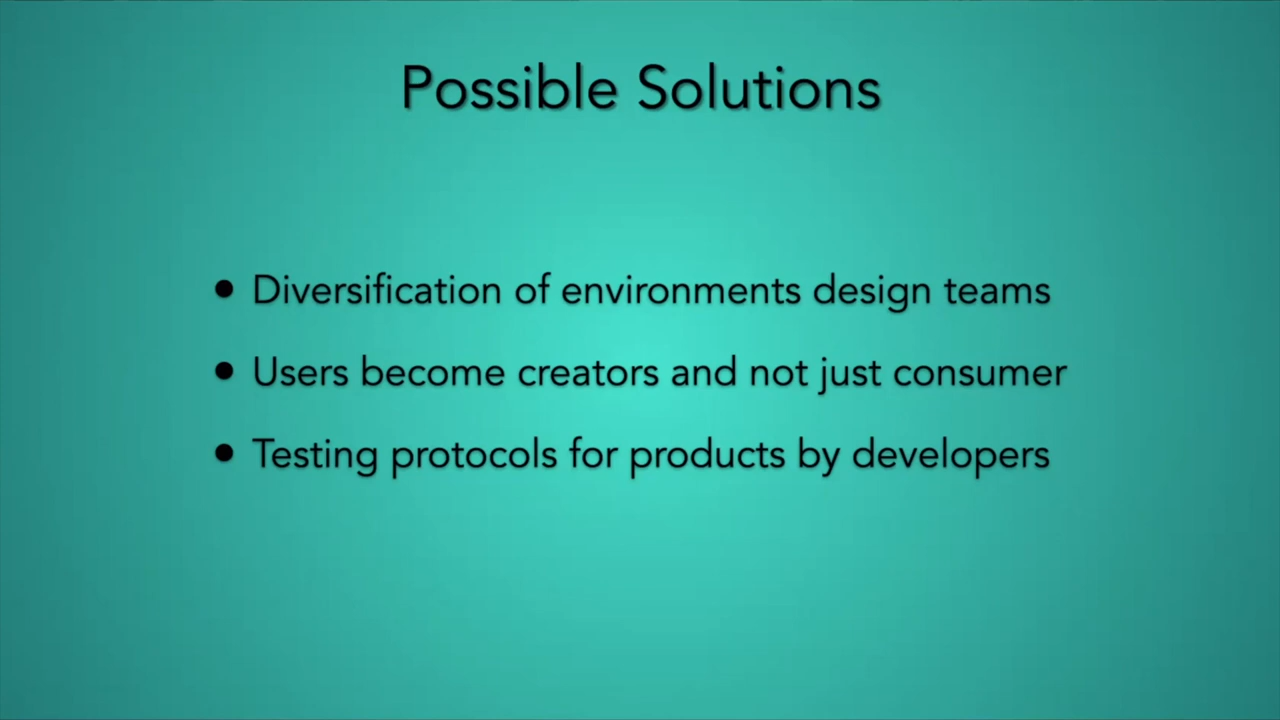 Possible Solutions
• Diversification of environments design teams
• Users become creators and not just consumer
• Testing protocols for products by developers